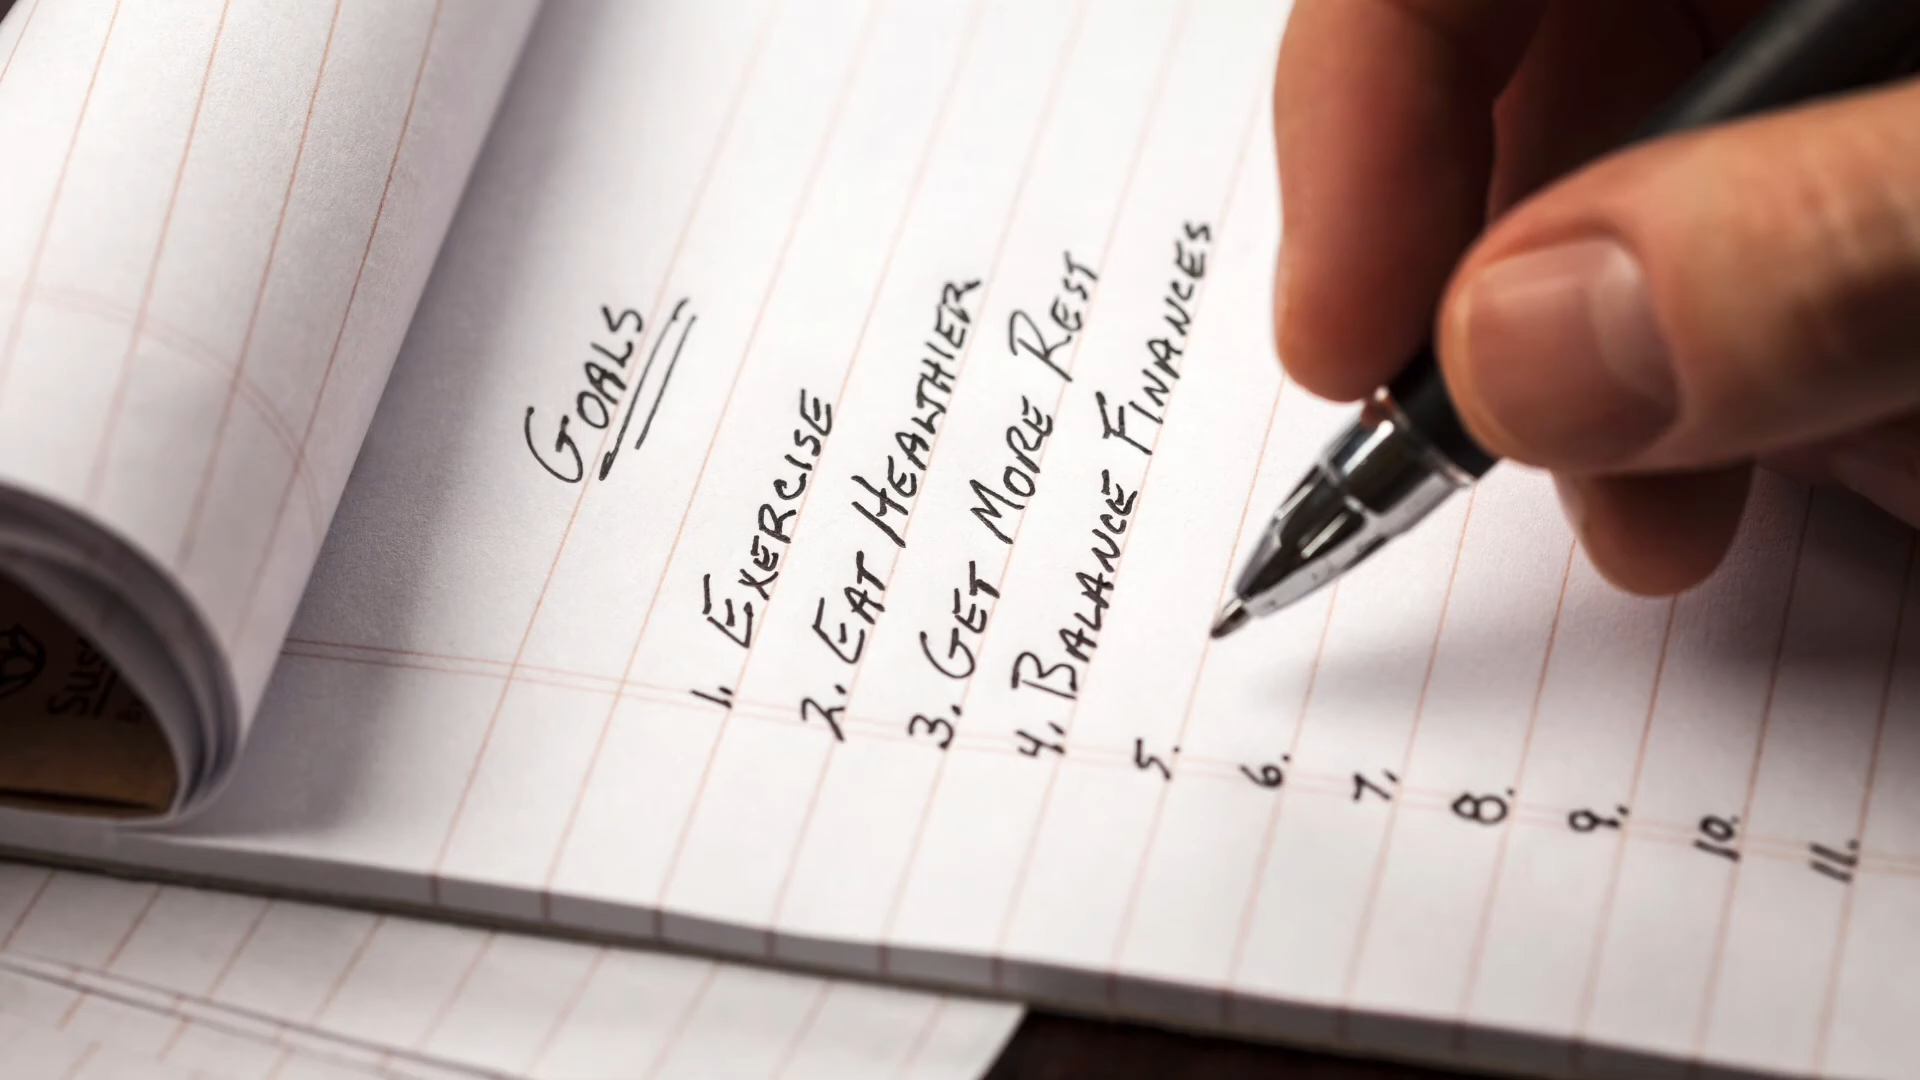 GOALS
1. EXERCISE
2. EAT HEALTHIER
3. GET MORE REST
4. BALANCE FINANCES
5.
6.
7.
8.
9.
10.
11.